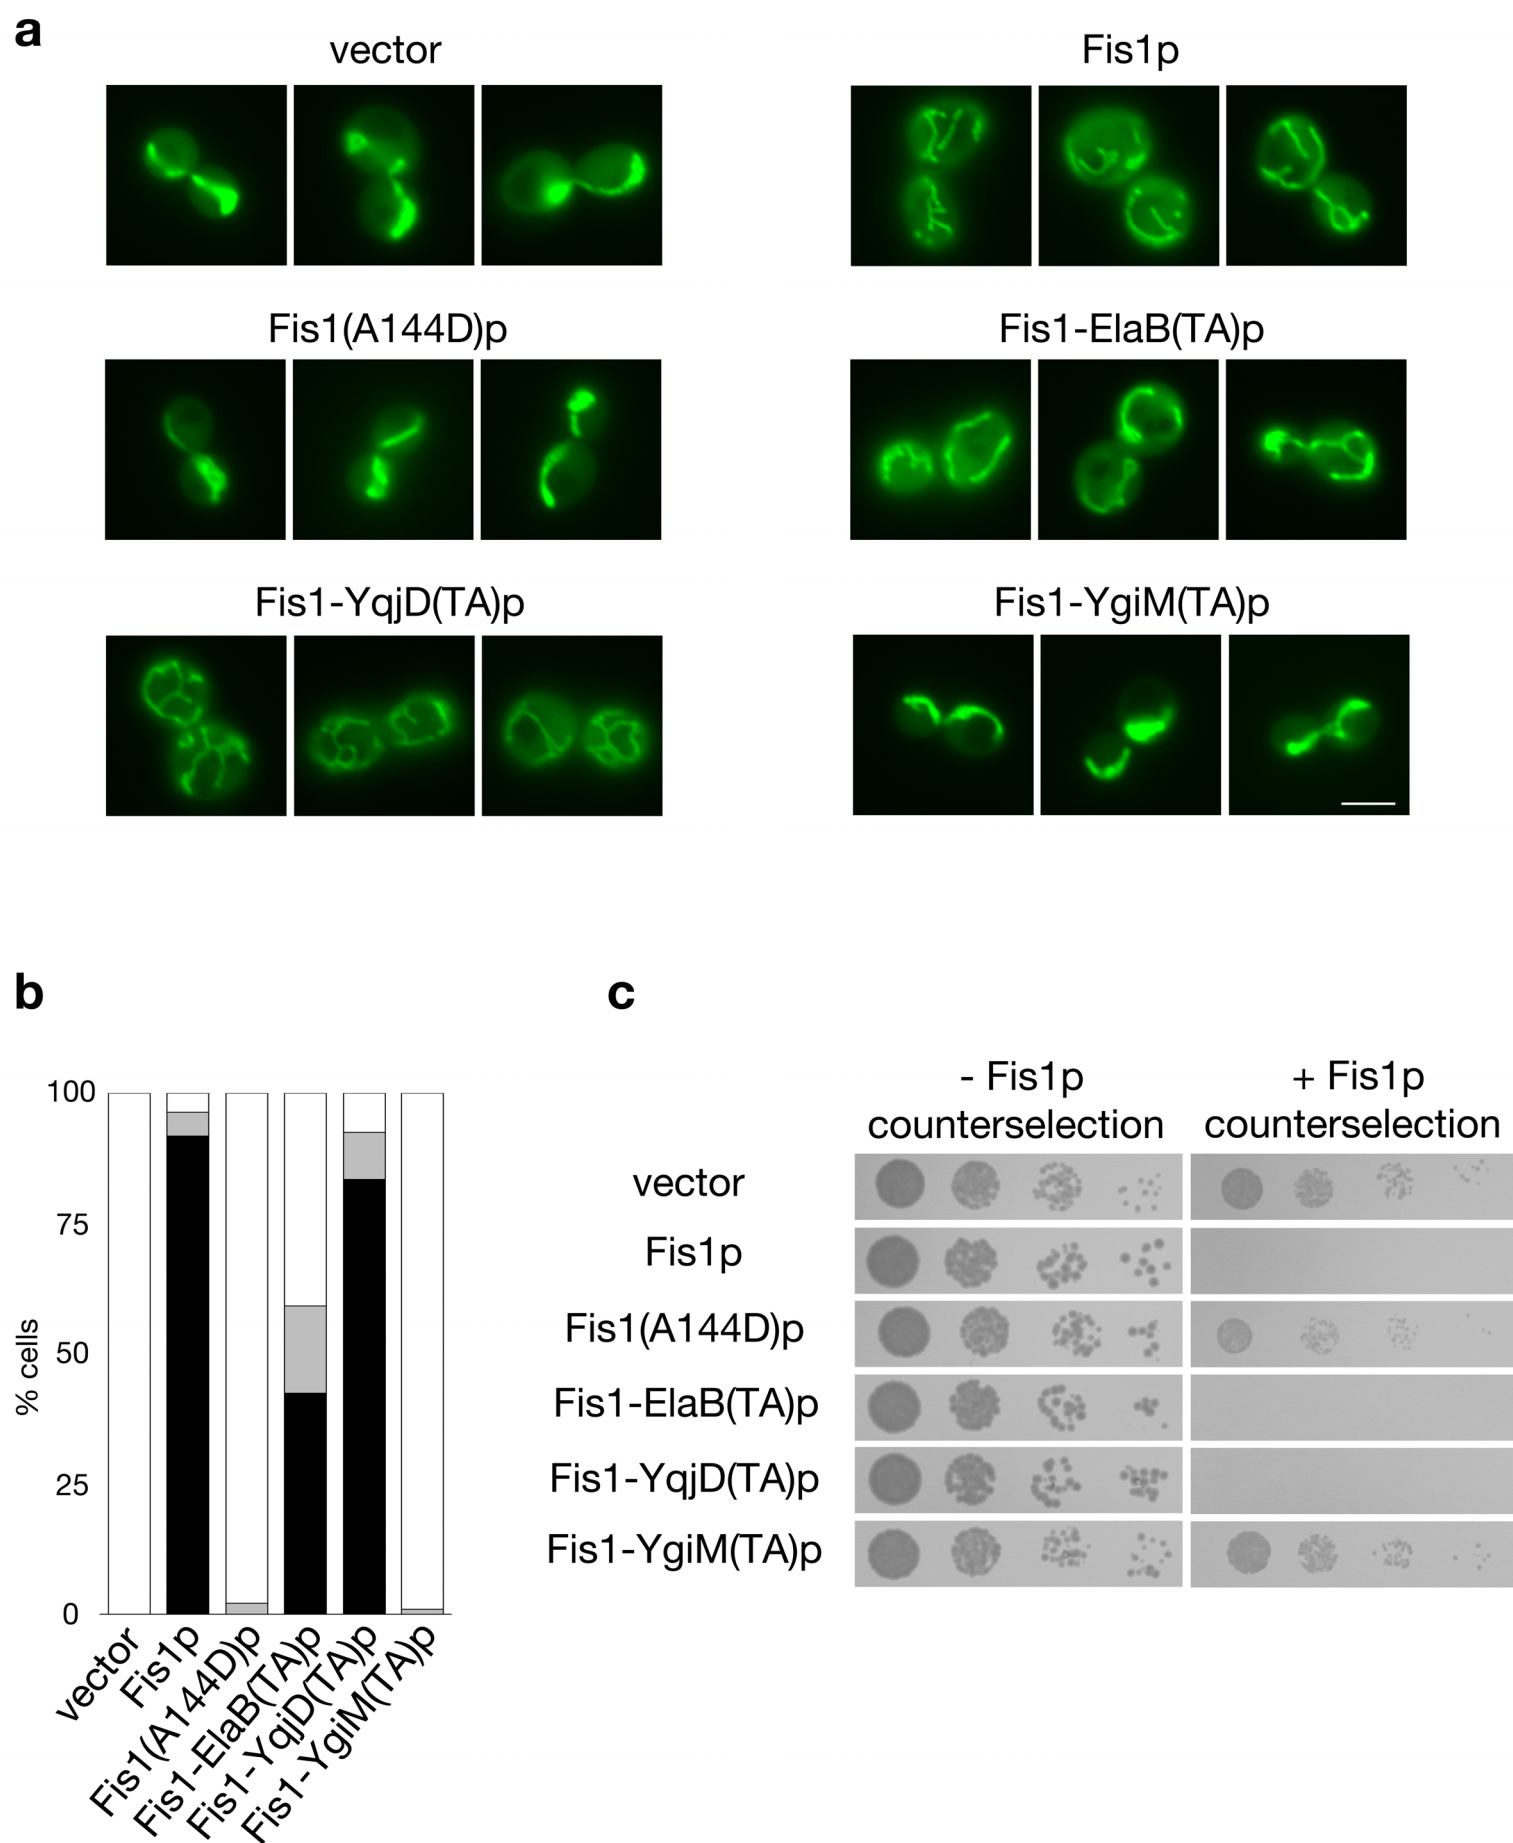 a
vector
Fis1p
Fis1(A144D)p
Fis1-ElaB(TA)p
Fis1-YqjD(TA)p
Fis1-YgiM(TA)p
b
100
75
50
25
0
% cells
vector
Fis1p
Fis1(A144D)p
Fis1-ElaB(TA)p
Fis1-YqjD(TA)p
Fis1-YgiM(TA)p
c
- Fis1p
counterselection
+ Fis1p
counterselection
vector
Fis1p
Fis1(A144D)p
Fis1-ElaB(TA)p
Fis1-YqjD(TA)p
Fis1-YgiM(TA)p